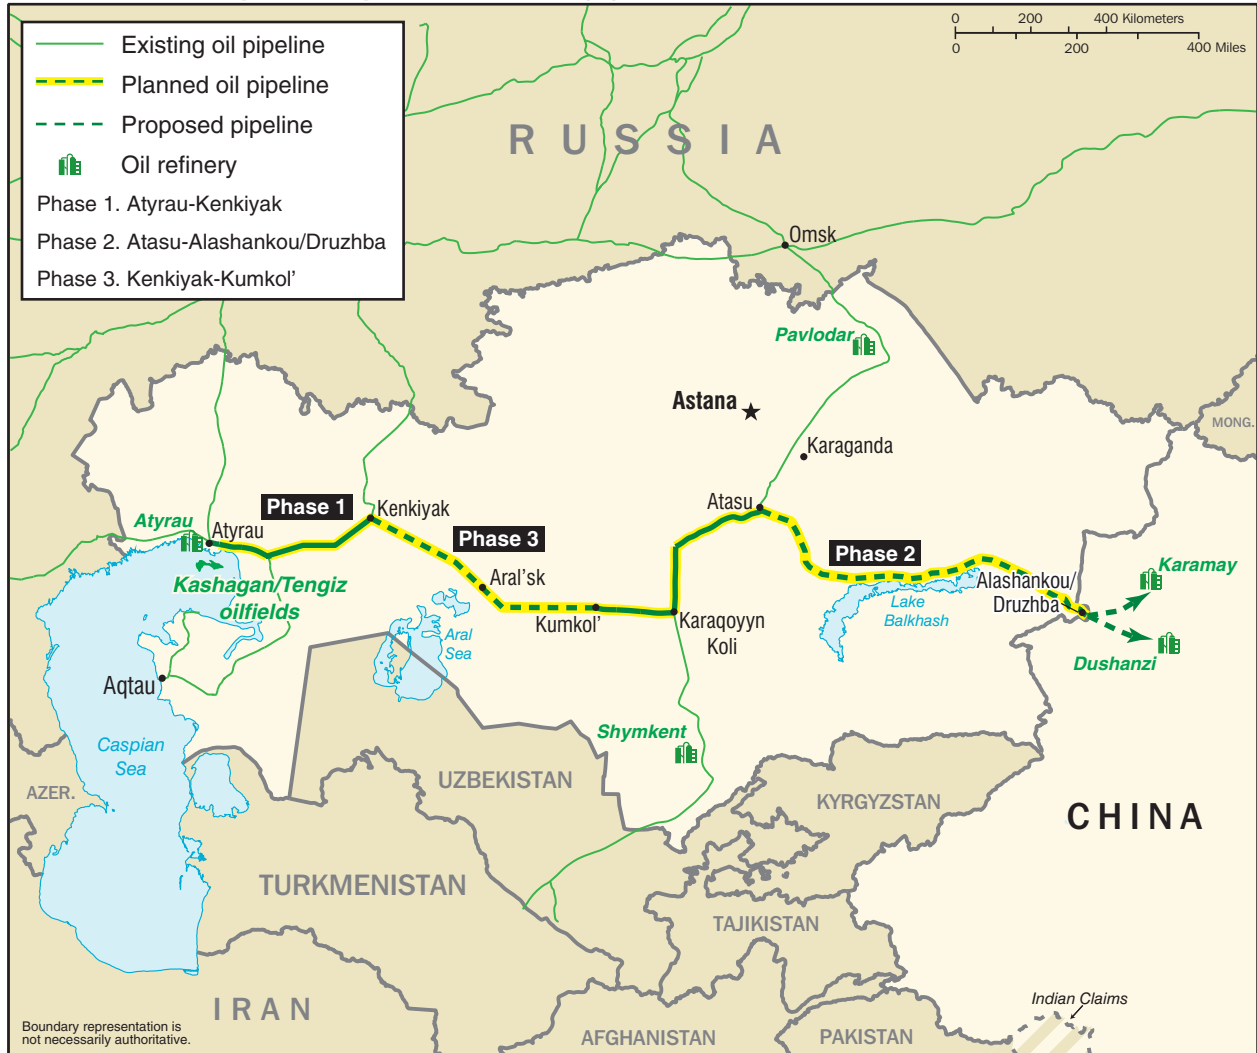 Existing oil pipeline
Planned oil pipeline
Proposed pipeline
Oil refinery
Phase 1. Atyrau-Kenkiyak
Phase 2. Atasu-Alashankou/Druzhba
Phase 3. Kenkiyak-Kumkol’
0 200 400 Kilometers
0 200 400 Miles
RUSSIA
Omsk
Pavlodar
Astana
Karaganda
MONG.
Atasu
Phase 1
Kenkiyak
Atyrau
Atyrau
Phase 3
Phase 2
Kashagan/Tengiz
oilfields
Aral’sk
Kumkol’
Karaqoyyn
Koli
Lake
Balkhash
Alashankou/
Druzhba
Karamay
Dushanzi
Aral
Sea
Aqtau
Caspian
Sea
Shymkent
AZER.
UZBEKISTAN
KYRGYZSTAN
CHINA
TURKMENISTAN
TAJIKISTAN
IRAN
AFGHANISTAN
PAKISTAN
Indian Claims
Boundary representation is
not necessarily authoritative.